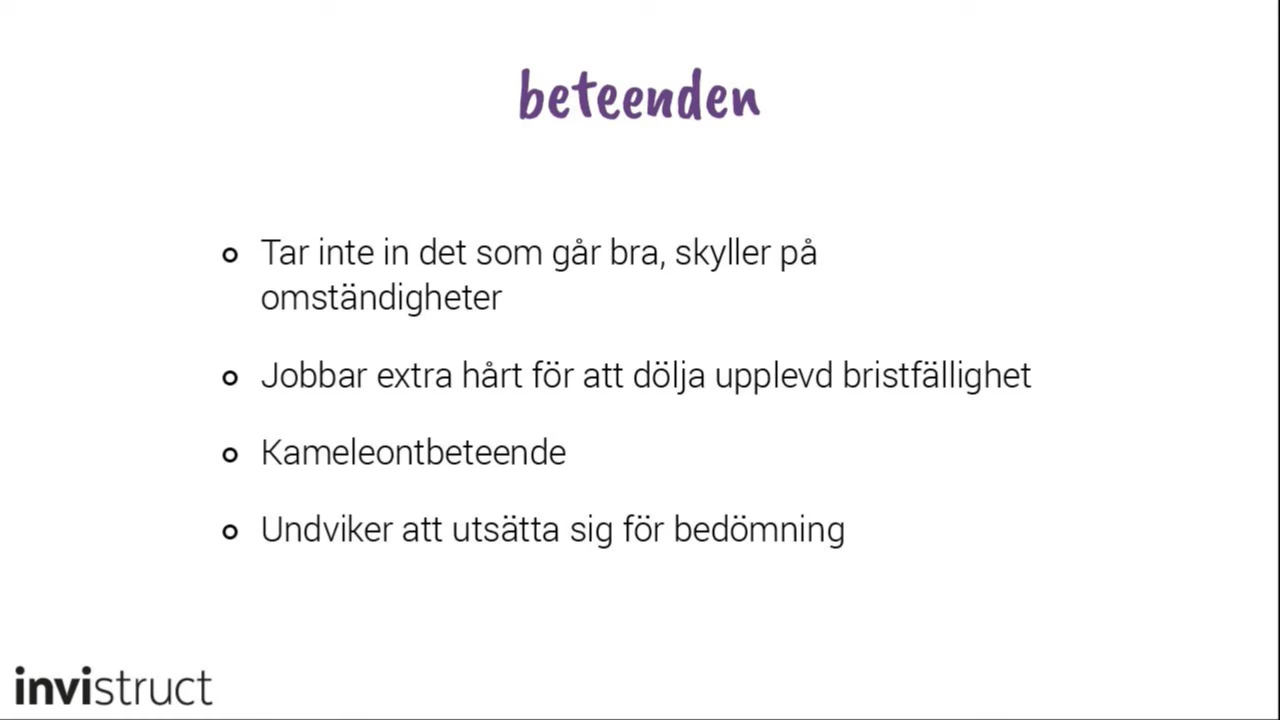 beteenden
Tar inte in det som går bra, skyller på
omständigheter
Jobbar extra hårt för att dölja upplevd bristfällighet
Kameleontbeteende
Undviker att utsätta sig för bedömning
invistruct